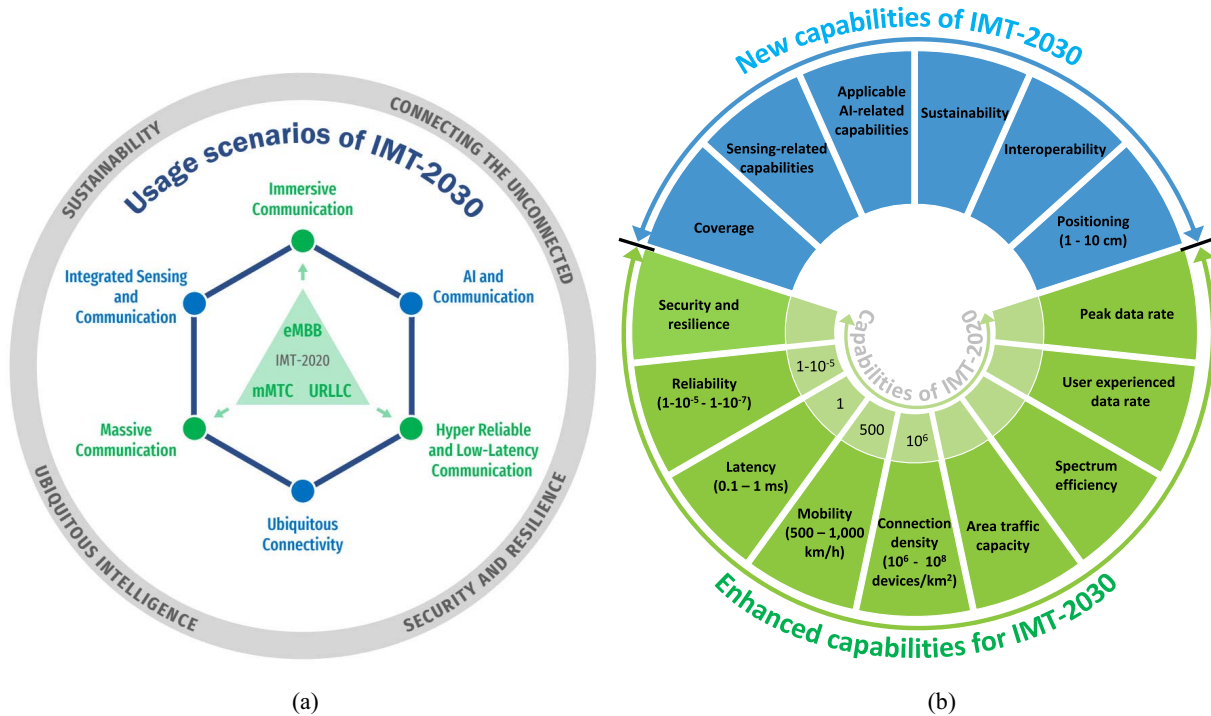 SUSTAINABILITY
CONNECTING THE UNCONNECTED
Usage scenarios of IMT-2030
Immersive
Communication
Integrated Sensing
and
Communication
AI and
Communication
eMBB
IMT-2020
mMTC URLLC
Massive
Communication
Hyper Reliable
and Low-Latency
Communication
Ubiquitous
Connectivity
UBIQUITOUS INTELLIGENCE
SECURITY AND RESILIENCE
(a)
New capabilities of IMT-2030
Coverage
Sensing-related
capabilities
Applicable
AI-related
capabilities
Sustainability
Interoperability
Positioning
(1 - 10 cm)
Security and
resilience
Reliability
(1-10⁻⁵ - 1-10⁻⁷)
Latency
(0.1 – 1 ms)
Mobility
(500 – 1,000
km/h)
Connection
density
(10⁶ - 10⁸
devices/km²)
Area traffic
capacity
Spectrum
efficiency
User experienced
data rate
Peak data rate
1-10⁻⁵
1
500
10⁶
Capabilities of IMT-2020
Enhanced capabilities for IMT-2030
(b)